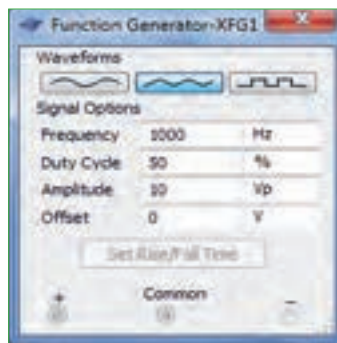 Function Generator-XFG1
Waveforms
Signal Options
Frequency 1000 Hz
Duty Cycle 50 %
Amplitude 10 Vp
Offset 0 V
Set Rise/Fall Time
+ Common −